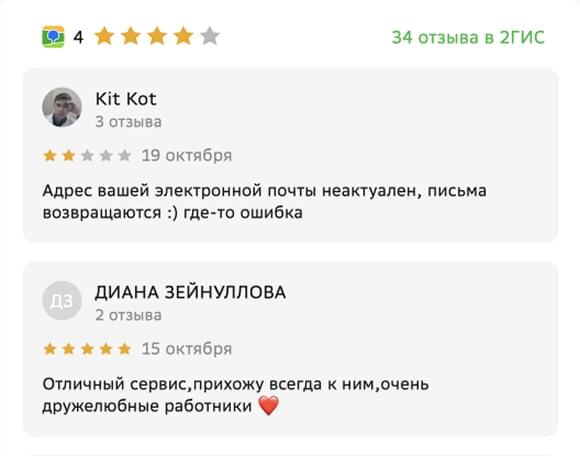 4 34 отзыва в 2ГИС
Kit Kot
3 отзыва
19 октября
Адрес вашей электронной почты неактуален, письма
возвращаются :) где-то ошибка
ДЗ ДИАНА ЗЕЙНУЛЛОВА
2 отзыва
15 октября
Отличный сервис,прихожу всегда к ним,очень
дружелюбные работники ❤️